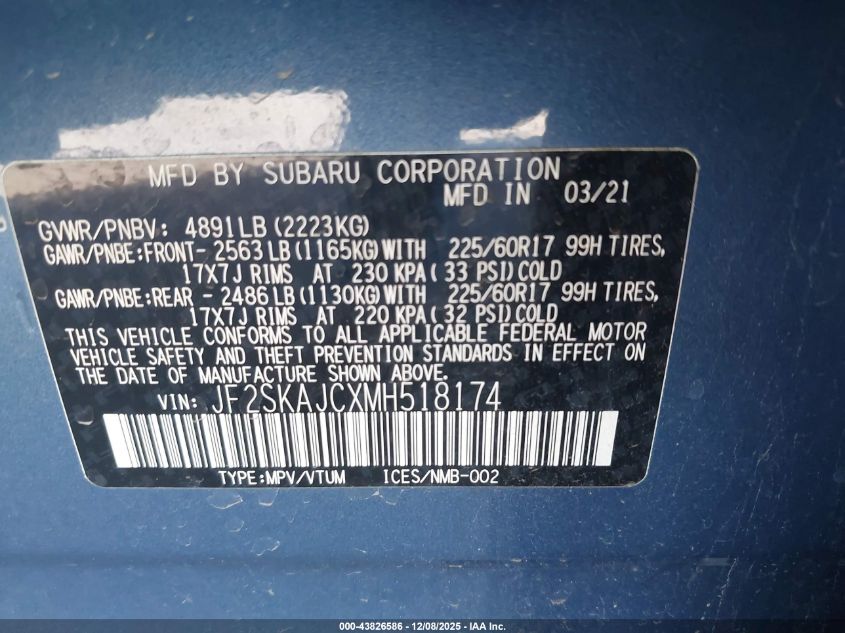 MFD BY SUBARU CORPORATION
MFD IN 03/21
GVWR/PNBV: 4891LB (2223KG)
GAWR/PNBE:FRONT- 2563LB (1165KG) WITH 225/60R17 99H TIRES,
17X7J RIMS AT 230 KPA( 33 PSI) COLD
GAWR/PNBE:REAR - 2486LB (1130KG) WITH 225/60R17 99H TIRES,
17X7J RIMS AT 220 KPA( 32 PSI) COLD
THIS VEHICLE CONFORMS TO ALL APPLICABLE FEDERAL MOTOR
VEHICLE SAFETY AND THEFT PREVENTION STANDARDS IN EFFECT ON
THE DATE OF MANUFACTURE SHOWN ABOVE.
VIN: JF2SKAJCXMH518174
TYPE:MPV/VTUM ICES/NMB-002
000-43826586 - 12/08/2025 - IAA Inc.